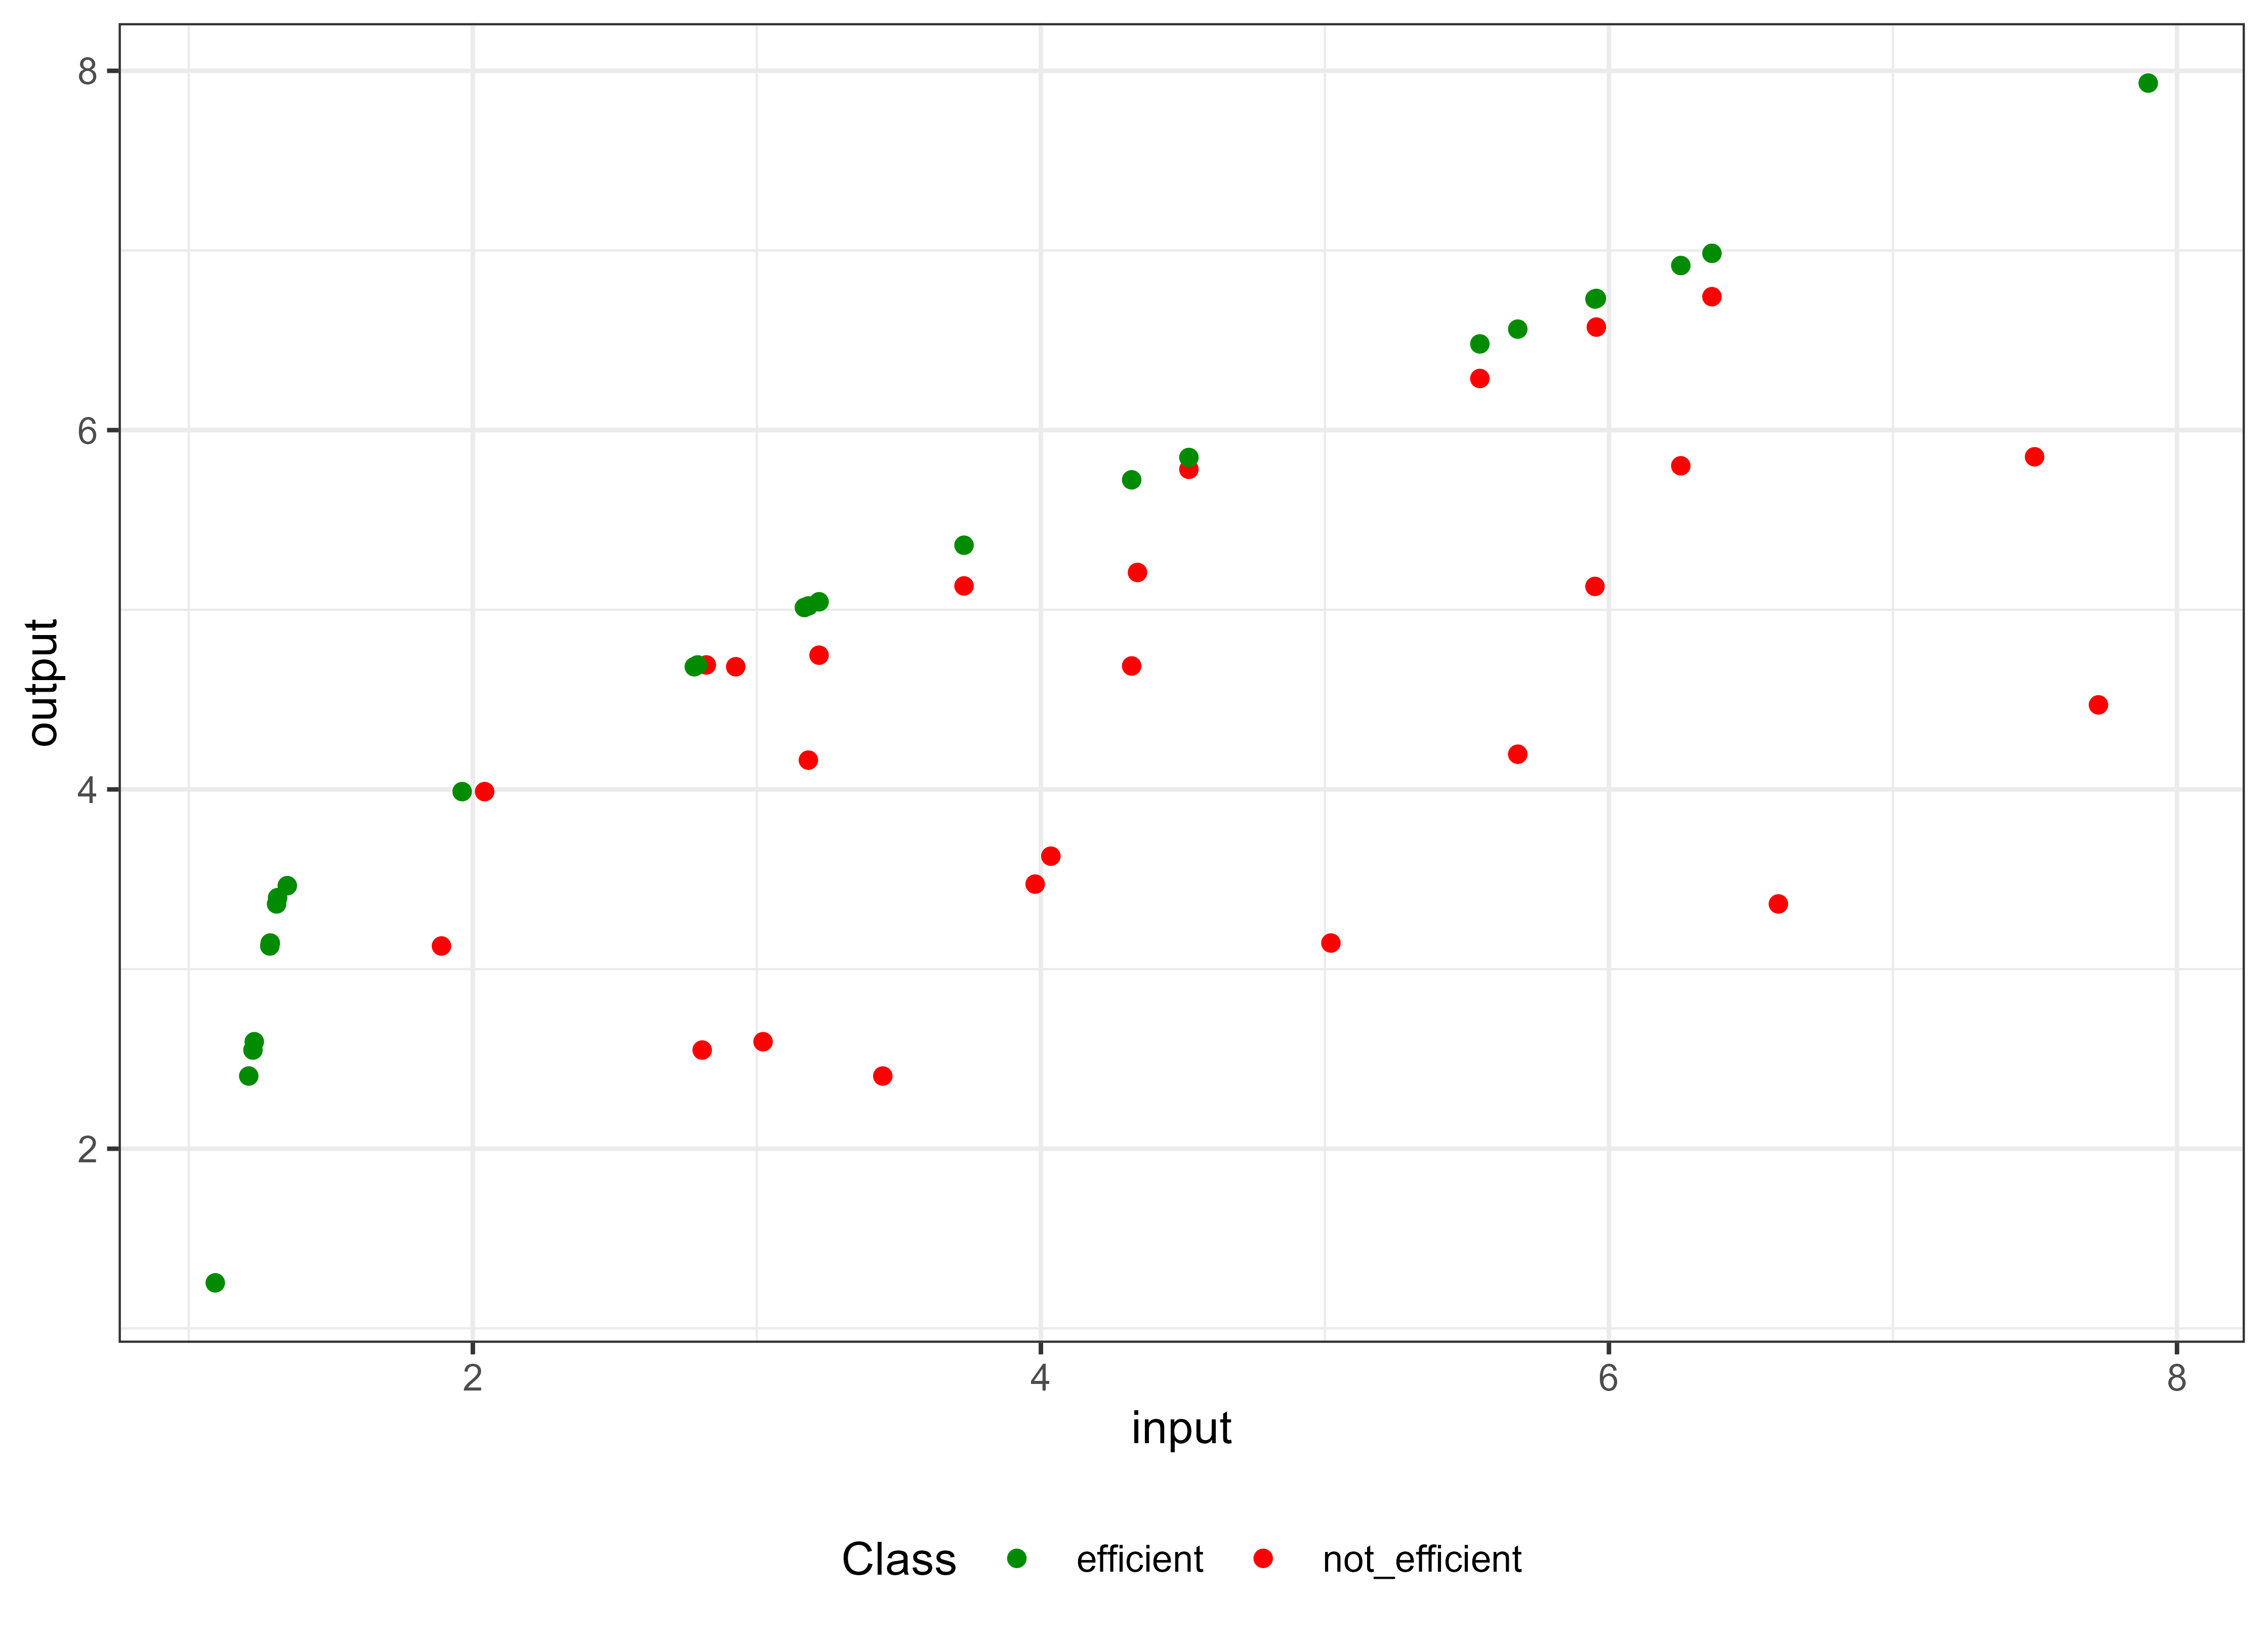 8
6
4
2
output
2 4 6 8
input
Class efficient not_efficient